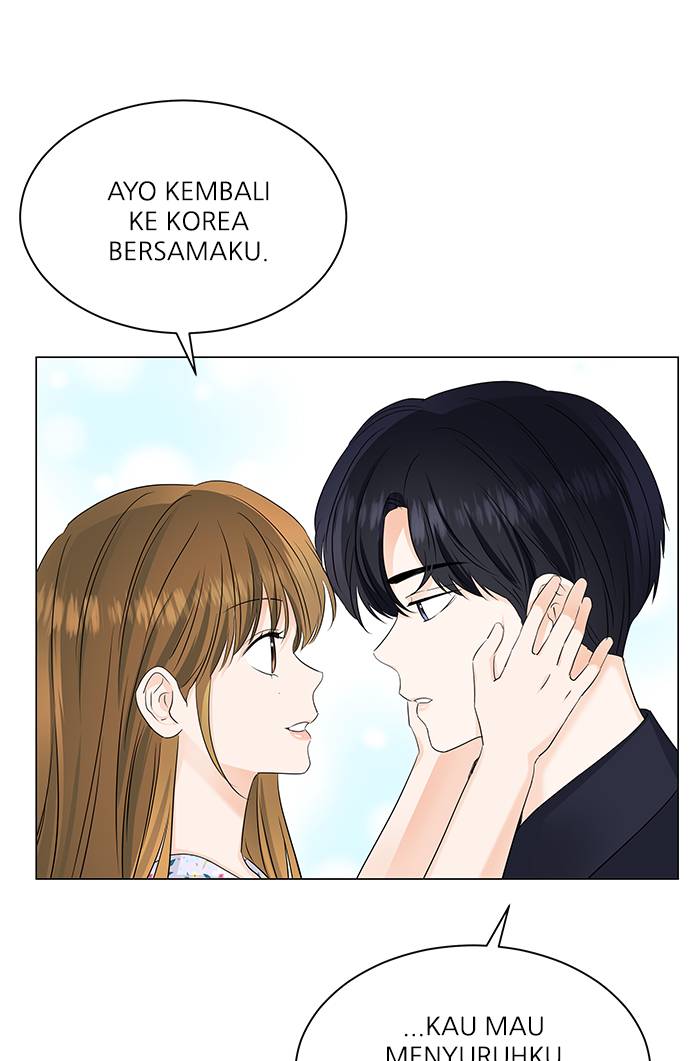 AYO KEMBALI
KE KOREA
BERSAMAKU.
...KAU MAU
MENYURUHKU